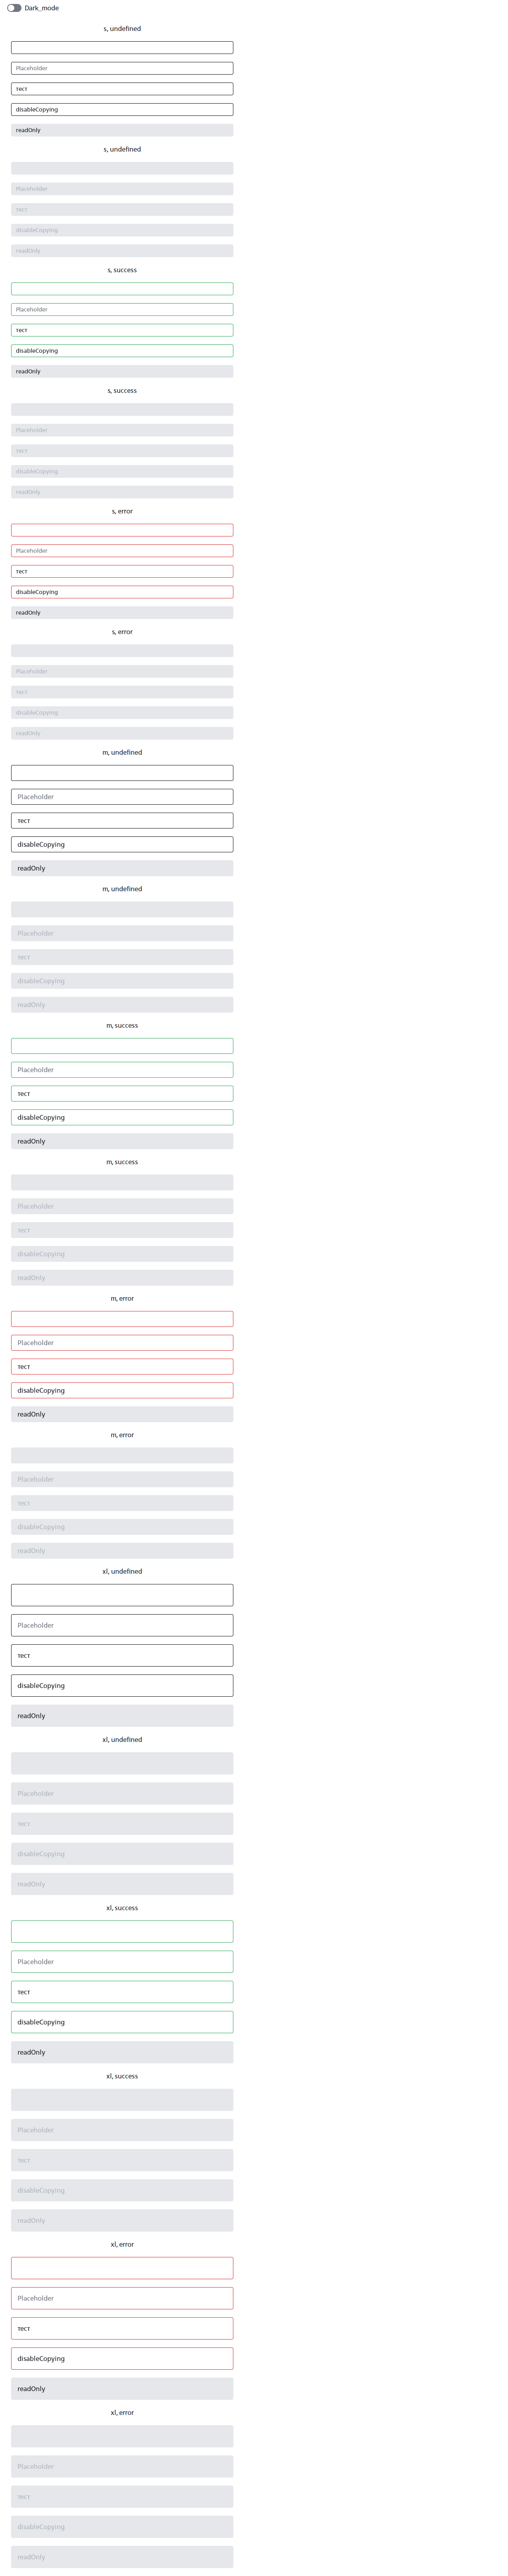 Dark_mode
s, undefined
Placeholder
тест
disableCopying
readOnly
s, undefined
Placeholder
тест
disableCopying
readOnly
s, success
Placeholder
тест
disableCopying
readOnly
s, success
Placeholder
тест
disableCopying
readOnly
s, error
Placeholder
тест
disableCopying
readOnly
s, error
Placeholder
тест
disableCopying
readOnly
m, undefined
Placeholder
тест
disableCopying
readOnly
m, undefined
Placeholder
тест
disableCopying
readOnly
m, success
Placeholder
тест
disableCopying
readOnly
m, success
Placeholder
тест
disableCopying
readOnly
m, error
Placeholder
тест
disableCopying
readOnly
m, error
Placeholder
тест
disableCopying
readOnly
xl, undefined
Placeholder
тест
disableCopying
readOnly
xl, undefined
Placeholder
тест
disableCopying
readOnly
xl, success
Placeholder
тест
disableCopying
readOnly
xl, success
Placeholder
тест
disableCopying
readOnly
xl, error
Placeholder
тест
disableCopying
readOnly
xl, error
Placeholder
тест
disableCopying
readOnly